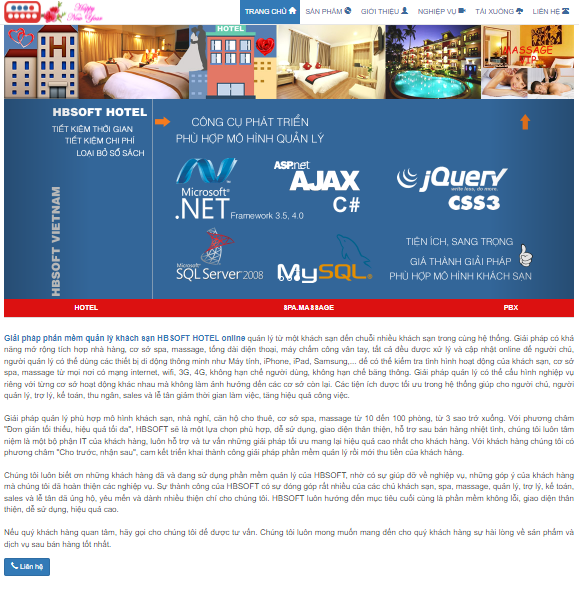 Happy
New Year
TRANG CHỦ SẢN PHẨM GIỚI THIỆU NGHIỆP VỤ TẢI XUỐNG LIÊN HỆ
H
HOTEL
MASSAGE
VIP
HBSOFT HOTEL
TIẾT KIỆM THỜI GIAN
TIẾT KIỆM CHI PHÍ
LOẠI BỎ SỔ SÁCH
HBSOFT VIETNAM
CÔNG CỤ PHÁT TRIỂN
PHÙ HỢP MÔ HÌNH QUẢN LÝ
Microsoft®
.NET Framework 3.5, 4.0
ASP.net
AJAX
C#
jQuery
write less, do more.
CSS3
Microsoft®
SQL Server 2008
MySQL®
TIỆN ÍCH, SANG TRỌNG
GIÁ THÀNH GIẢI PHÁP
PHÙ HỢP MÔ HÌNH KHÁCH SẠN
HOTEL SPA.MASSAGE PBX
Giải pháp phần mềm quản lý khách sạn HBSOFT HOTEL online quản lý từ một khách sạn đến chuỗi nhiều khách sạn trong cùng hệ thống. Giải pháp có khả
năng mở rộng tích hợp nhà hàng, cơ sở spa, massage, tổng đài điện thoại, máy chấm công vân tay, tất cả đều được xử lý và cập nhật online để người chủ,
người quản lý có thể dùng các thiết bị di động thông minh như Máy tính, iPhone, iPad, Samsung,... để có thể kiểm tra tình hình hoạt động của khách sạn, cơ sở
spa, massage từ mọi nơi có mạng internet, wifi, 3G, 4G, không hạn chế người dùng, không hạn chế băng thông. Giải pháp quản lý có thể cấu hình nghiệp vụ
riêng với từng cơ sở hoạt động khác nhau mà không làm ảnh hưởng đến các cơ sở còn lại. Các tiện ích được tối ưu trong hệ thống giúp cho người chủ, người
quản lý, trợ lý, kế toán, thu ngân, sales và lễ tân giảm thời gian làm việc, tăng hiệu quả công việc.
Giải pháp quản lý phù hợp mô hình khách sạn, nhà nghỉ, căn hộ cho thuê, cơ sở spa, massage từ 10 đến 100 phòng, từ 3 sao trở xuống. Với phương châm
"Đơn giản tối thiểu, hiệu quả tối đa", HBSOFT sẽ là một lựa chọn phù hợp, dễ sử dụng, giao diện thân thiện, hỗ trợ sau bán hàng nhiệt tình, chúng tôi luôn tâm
niệm là một bộ phận IT của khách hàng, luôn hỗ trợ và tư vấn những giải pháp tối ưu mang lại hiệu quả cao nhất cho khách hàng. Với khách hàng chúng tôi có
phương châm "Cho trước, nhận sau", cam kết triển khai thành công giải pháp phần mềm quản lý rồi mới thu tiền của khách hàng.
Chúng tôi luôn biết ơn những khách hàng đã và đang sử dụng phần mềm quản lý của HBSOFT, nhờ có sự giúp đỡ về nghiệp vụ, những góp ý của khách hàng
mà chúng tôi đã hoàn thiện các nghiệp vụ. Sự thành công của HBSOFT có sự đóng góp rất nhiều của các chủ khách sạn, spa, massage, quản lý, trợ lý, kế toán,
sales và lễ tân đã ủng hộ, yêu mến và dành nhiều thiện chí cho chúng tôi. HBSOFT luôn hướng đến mục tiêu cuối cùng là phần mềm không lỗi, giao diện thân
thiện, dễ sử dụng, hiệu quả cao.
Nếu quý khách hàng quan tâm, hãy gọi cho chúng tôi để được tư vấn. Chúng tôi luôn mong muốn mang đến cho quý khách hàng sự hài lòng về sản phẩm và
dịch vụ sau bán hàng tốt nhất.
Liên hệ